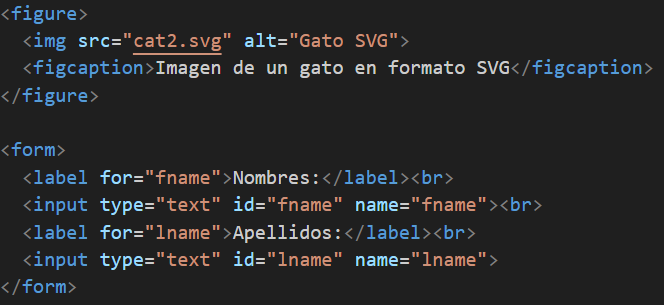 <figure>
<img src="cat2.svg" alt="Gato SVG">
<figcaption>Imagen de un gato en formato SVG</figcaption>
</figure>
<form>
<label for="fname">Nombres:</label><br>
<input type="text" id="fname" name="fname"><br>
<label for="lname">Apellidos:</label><br>
<input type="text" id="lname" name="lname">
</form>